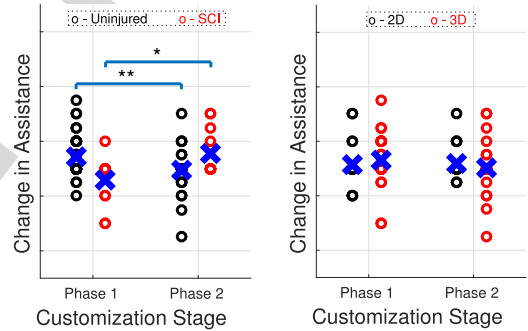 o - Uninjured o - SCI
*
**
Change in Assistance
Phase 1 Phase 2
Customization Stage
o - 2D o - 3D
Change in Assistance
Phase 1 Phase 2
Customization Stage